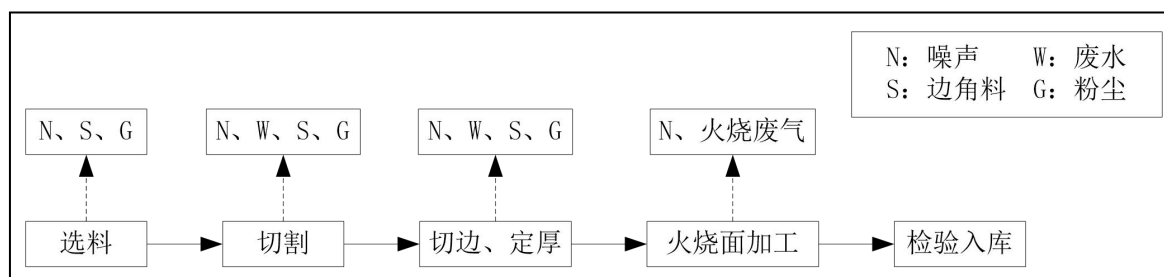 N：噪声 W：废水
S：边角料 G：粉尘
N、S、G
N、W、S、G
N、W、S、G
N、火烧废气
选料
切割
切边、定厚
火烧面加工
检验入库